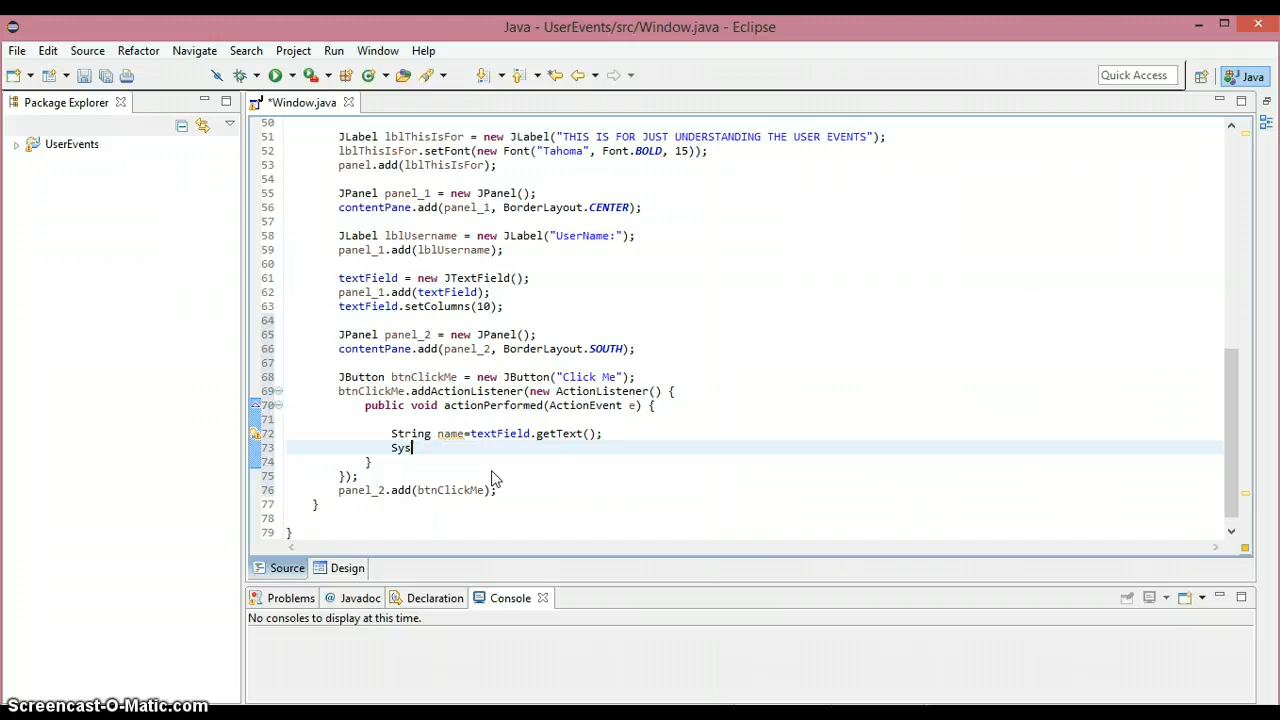 Java - UserEvents/src/Window.java - Eclipse
File Edit Source Refactor Navigate Search Project Run Window Help
Quick Access Java
Package Explorer
*Window.java
UserEvents
50
51 JLabel lblThisIsFor = new JLabel("THIS IS FOR JUST UNDERSTANDING THE USER EVENTS");
52 lblThisIsFor.setFont(new Font("Tahoma", Font.BOLD, 15));
53 panel.add(lblThisIsFor);
54
55 JPanel panel_1 = new JPanel();
56 contentPane.add(panel_1, BorderLayout.CENTER);
57
58 JLabel lblUsername = new JLabel("UserName:");
59 panel_1.add(lblUsername);
60
61 textField = new JTextField();
62 panel_1.add(textField);
63 textField.setColumns(10);
64
65 JPanel panel_2 = new JPanel();
66 contentPane.add(panel_2, BorderLayout.SOUTH);
67
68 JButton btnClickMe = new JButton("Click Me");
69 btnClickMe.addActionListener(new ActionListener() {
70 public void actionPerformed(ActionEvent e) {
71
72 String name=textField.getText();
73 Sys
74 }
75 });
76 panel_2.add(btnClickMe);
77 }
78
79 }
Source Design
Problems @ Javadoc Declaration Console
No consoles to display at this time.
Screencast-O-Matic.com